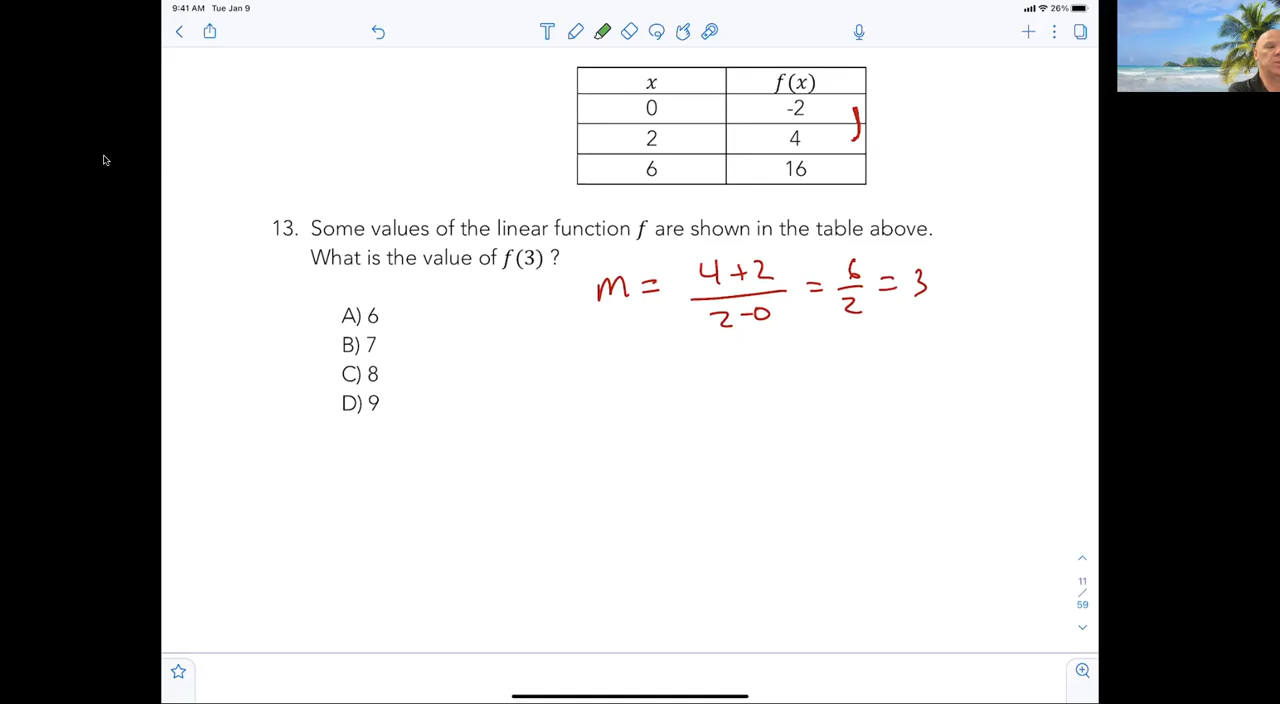 9:41 AM Tue Jan 9 26%
x f(x)
0 -2
2 4
6 16
13. Some values of the linear function f are shown in the table above.
What is the value of f(3) ?
m = 4+2 / 2-0 = 6/2 = 3
A) 6
B) 7
C) 8
D) 9
11
/
59